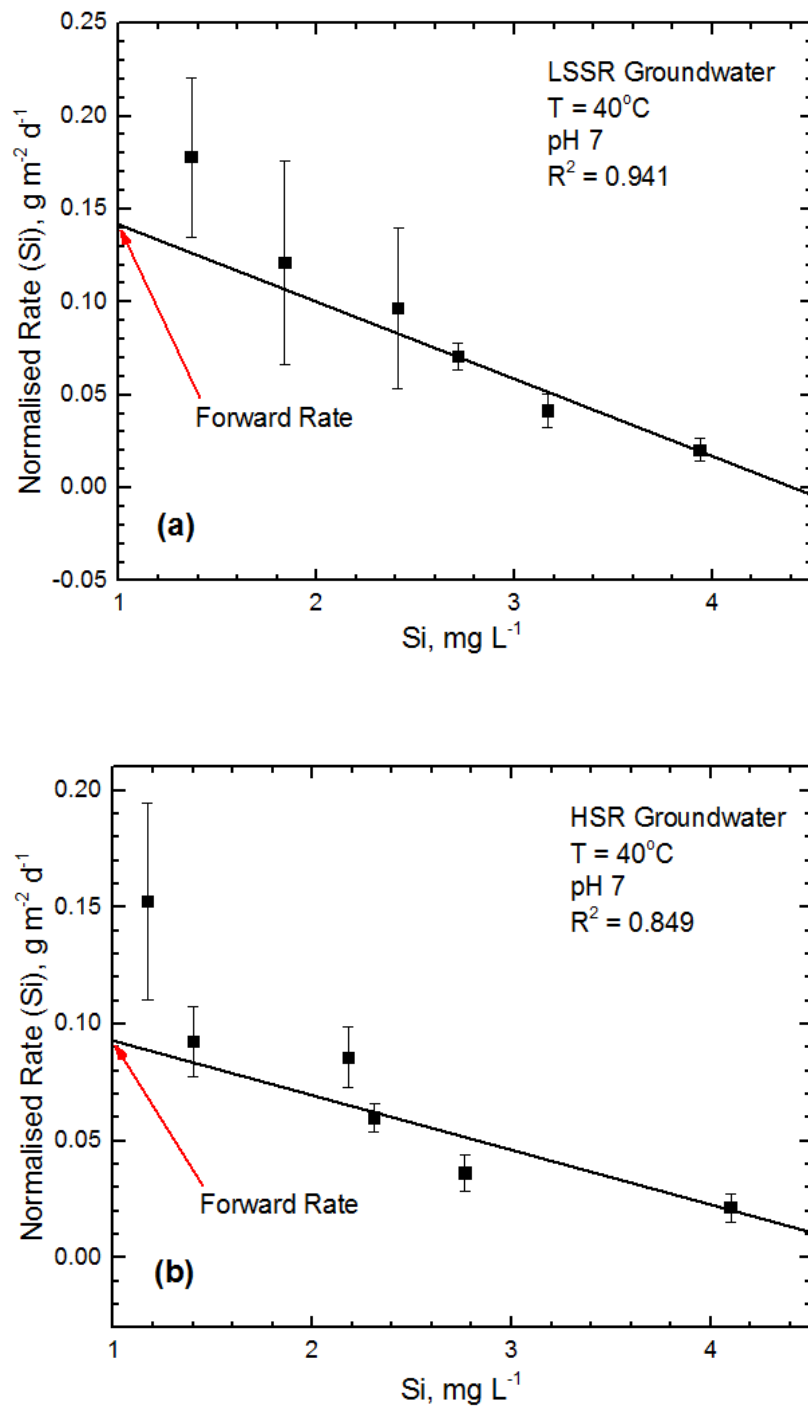 0.25
0.20
0.15
0.10
0.05
0.00
-0.05
Normalised Rate (Si), g m⁻² d⁻¹
LSSR Groundwater
T = 40°C
pH 7
R² = 0.941
Forward Rate
(a)
1 2 3 4
Si, mg L⁻¹
0.20
0.15
0.10
0.05
0.00
Normalised Rate (Si), g m⁻² d⁻¹
HSR Groundwater
T = 40°C
pH 7
R² = 0.849
Forward Rate
(b)
1 2 3 4
Si, mg L⁻¹